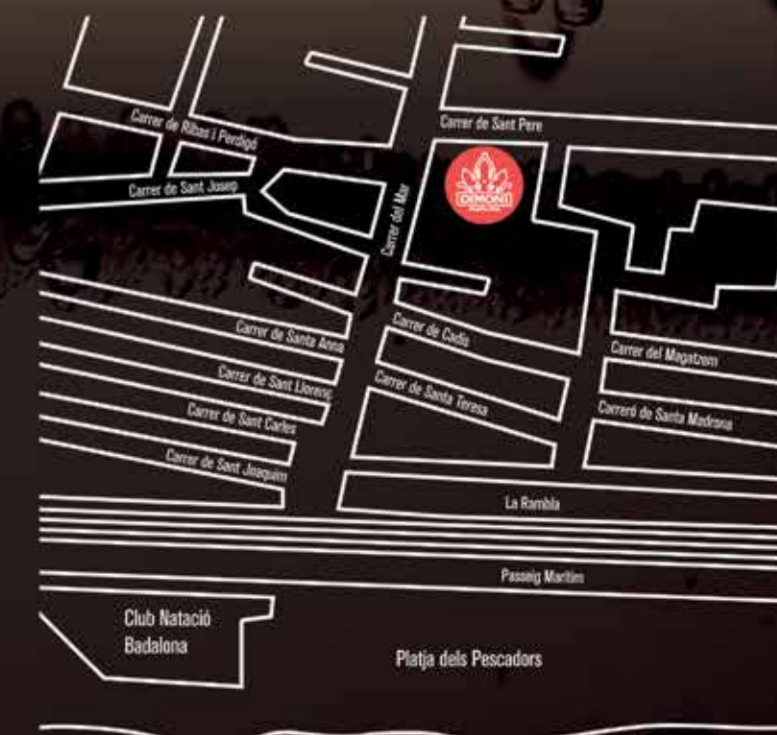 Carrer de Sant Pere
Carrer de Ribas i Perdigó
Carrer de Sant Josep
DIMONI
Carrer del Mar
Carrer de Santa Anna
Carrer de Cadis
Carrer del Magatzem
Carrer de Sant Llorenç
Carrer de Santa Teresa
Carreró de Santa Madrona
Carrer de Sant Carles
Carrer de Sant Joaquim
La Rambla
Passeig Marítim
Club Natació
Badalona
Platja dels Pescadors